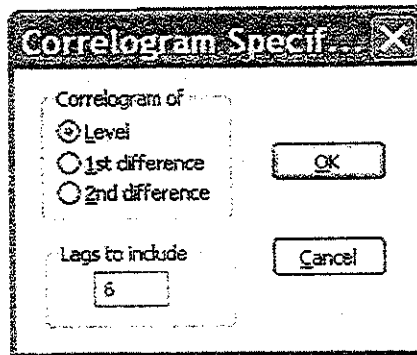 Correlogram Specif... X
Correlogram of
Level
1st difference
OK
2nd difference
Lags to include
Cancel
6